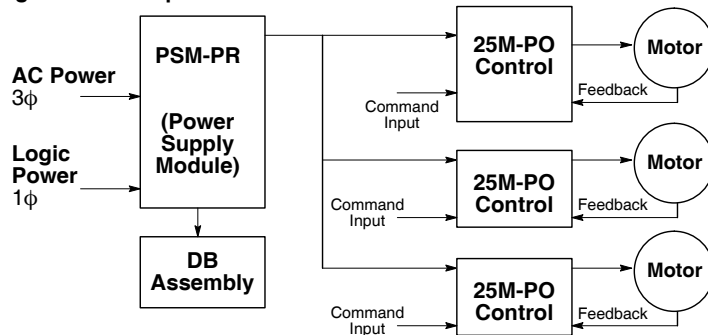 PSM-PR
(Power
Supply
Module)
AC Power
3ϕ
Logic
Power
1ϕ
DB
Assembly
25M-PO
Control
Motor
Feedback
Command
Input
25M-PO
Control
Motor
Feedback
Command
Input
25M-PO
Control
Motor
Feedback
Command
Input